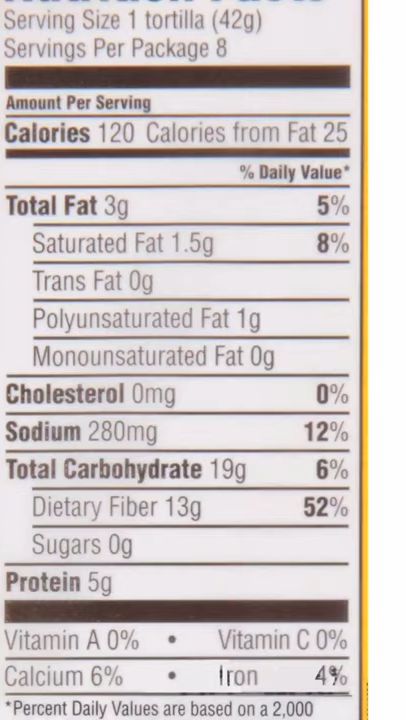 Serving Size 1 tortilla (42g)
Servings Per Package 8
Amount Per Serving
Calories 120 Calories from Fat 25
% Daily Value*
Total Fat 3g 5%
Saturated Fat 1.5g 8%
Trans Fat 0g
Polyunsaturated Fat 1g
Monounsaturated Fat 0g
Cholesterol 0mg 0%
Sodium 280mg 12%
Total Carbohydrate 19g 6%
Dietary Fiber 13g 52%
Sugars 0g
Protein 5g
Vitamin A 0% • Vitamin C 0%
Calcium 6% • Iron 4%
*Percent Daily Values are based on a 2,000